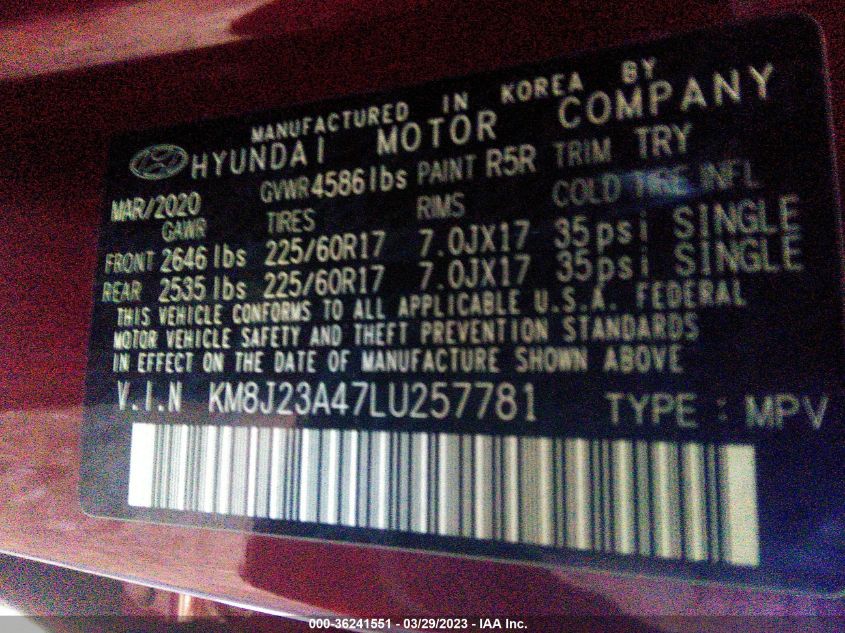 MANUFACTURED IN KOREA BY
HYUNDAI MOTOR COMPANY
MAR/2020 GVWR 4586 lbs PAINT R5R TRIM TRY
GAWR TIRES RIMS COLD TIRE INFL
FRONT 2646 lbs 225/60R17 7.0JX17 35psi SINGLE
REAR 2535 lbs 225/60R17 7.0JX17 35psi SINGLE
THIS VEHICLE CONFORMS TO ALL APPLICABLE U.S.A. FEDERAL
MOTOR VEHICLE SAFETY AND THEFT PREVENTION STANDARDS
IN EFFECT ON THE DATE OF MANUFACTURE SHOWN ABOVE
V.I.N KM8J23A47LU257781 TYPE : MPV
000-36241551 - 03/29/2023 - IAA Inc.